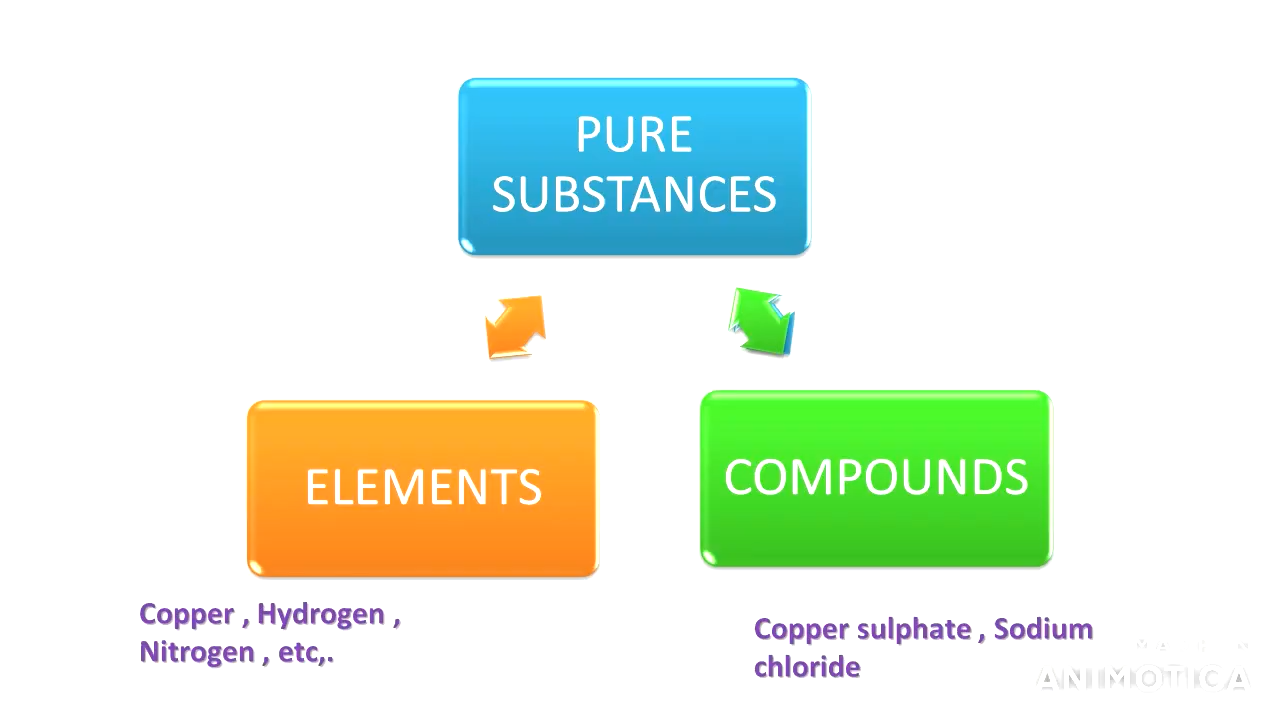 PURE
SUBSTANCES
ELEMENTS
COMPOUNDS
Copper , Hydrogen ,
Nitrogen , etc,.
Copper sulphate , Sodium
chloride
ANIMOTICA